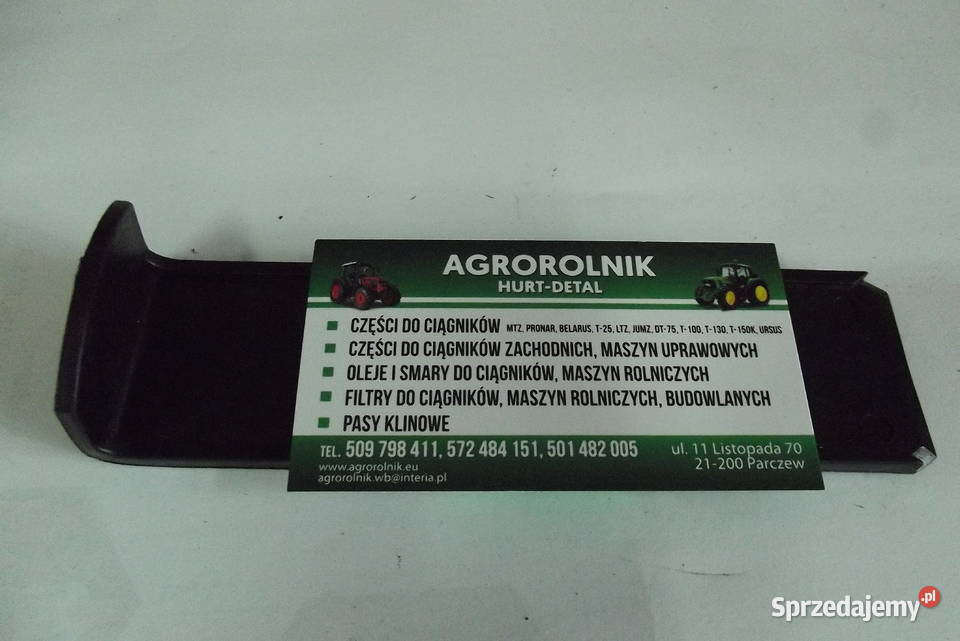 AGROROLNIK
HURT-DETAL
CZĘŚCI DO CIĄGNIKÓW MTZ, PRONAR, BELARUS, T-25, LTZ, JUMZ, DT-75, T-100, T-130, T-150K, URSUS
CZĘŚCI DO CIĄGNIKÓW ZACHODNICH, MASZYN UPRAWOWYCH
OLEJE I SMARY DO CIĄGNIKÓW, MASZYN ROLNICZYCH
FILTRY DO CIĄGNIKÓW, MASZYN ROLNICZYCH, BUDOWLANYCH
PASY KLINOWE
TEL. 509 798 411, 572 484 151, 501 482 005
www.agrorolnik.eu
agrorolnik.wb@interia.pl
ul. 11 Listopada 70
21-200 Parczew
Sprzedajemy.pl